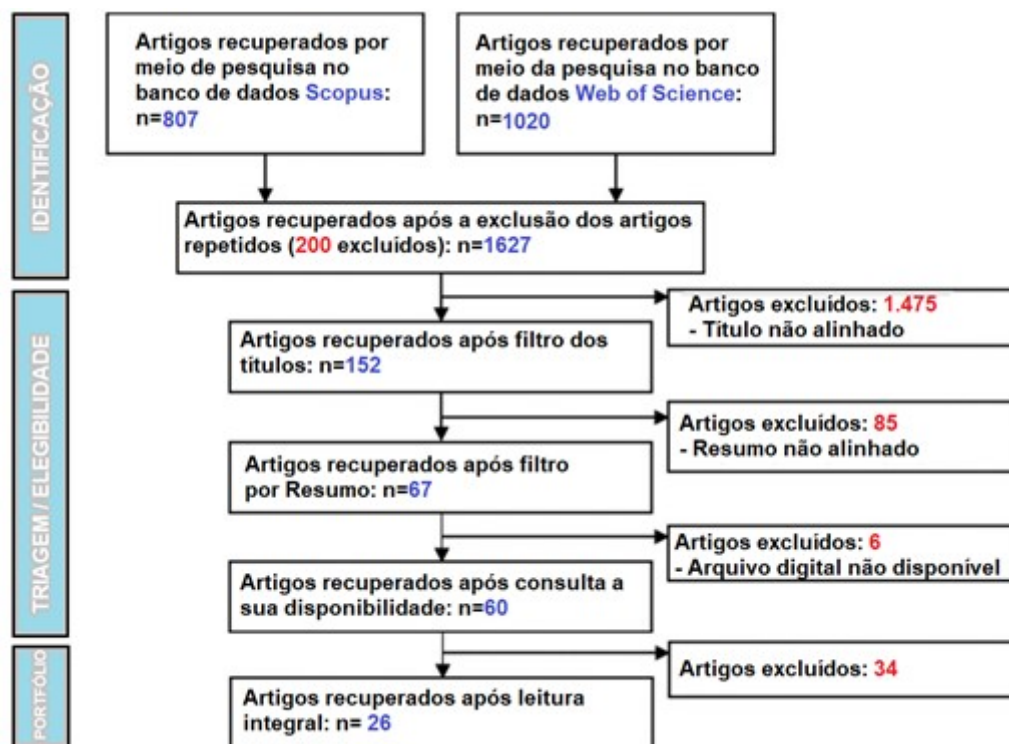 IDENTIFICAÇÃO
Artigos recuperados por
meio de pesquisa no
banco de dados Scopus:
n=807
Artigos recuperados por
meio da pesquisa no banco
de dados Web of Science:
n=1020
Artigos recuperados após a exclusão dos artigos
repetidos (200 excluídos): n=1627
TRIAGEM / ELEGIBILIDADE
Artigos excluídos: 1.475
- Título não alinhado
Artigos recuperados após filtro dos
títulos: n=152
Artigos excluídos: 85
- Resumo não alinhado
Artigos recuperados após filtro
por Resumo: n=67
Artigos excluídos: 6
- Arquivo digital não disponível
Artigos recuperados após consulta a
sua disponibilidade: n=60
PORTFÓLIO
Artigos excluídos: 34
Artigos recuperados após leitura
integral: n= 26